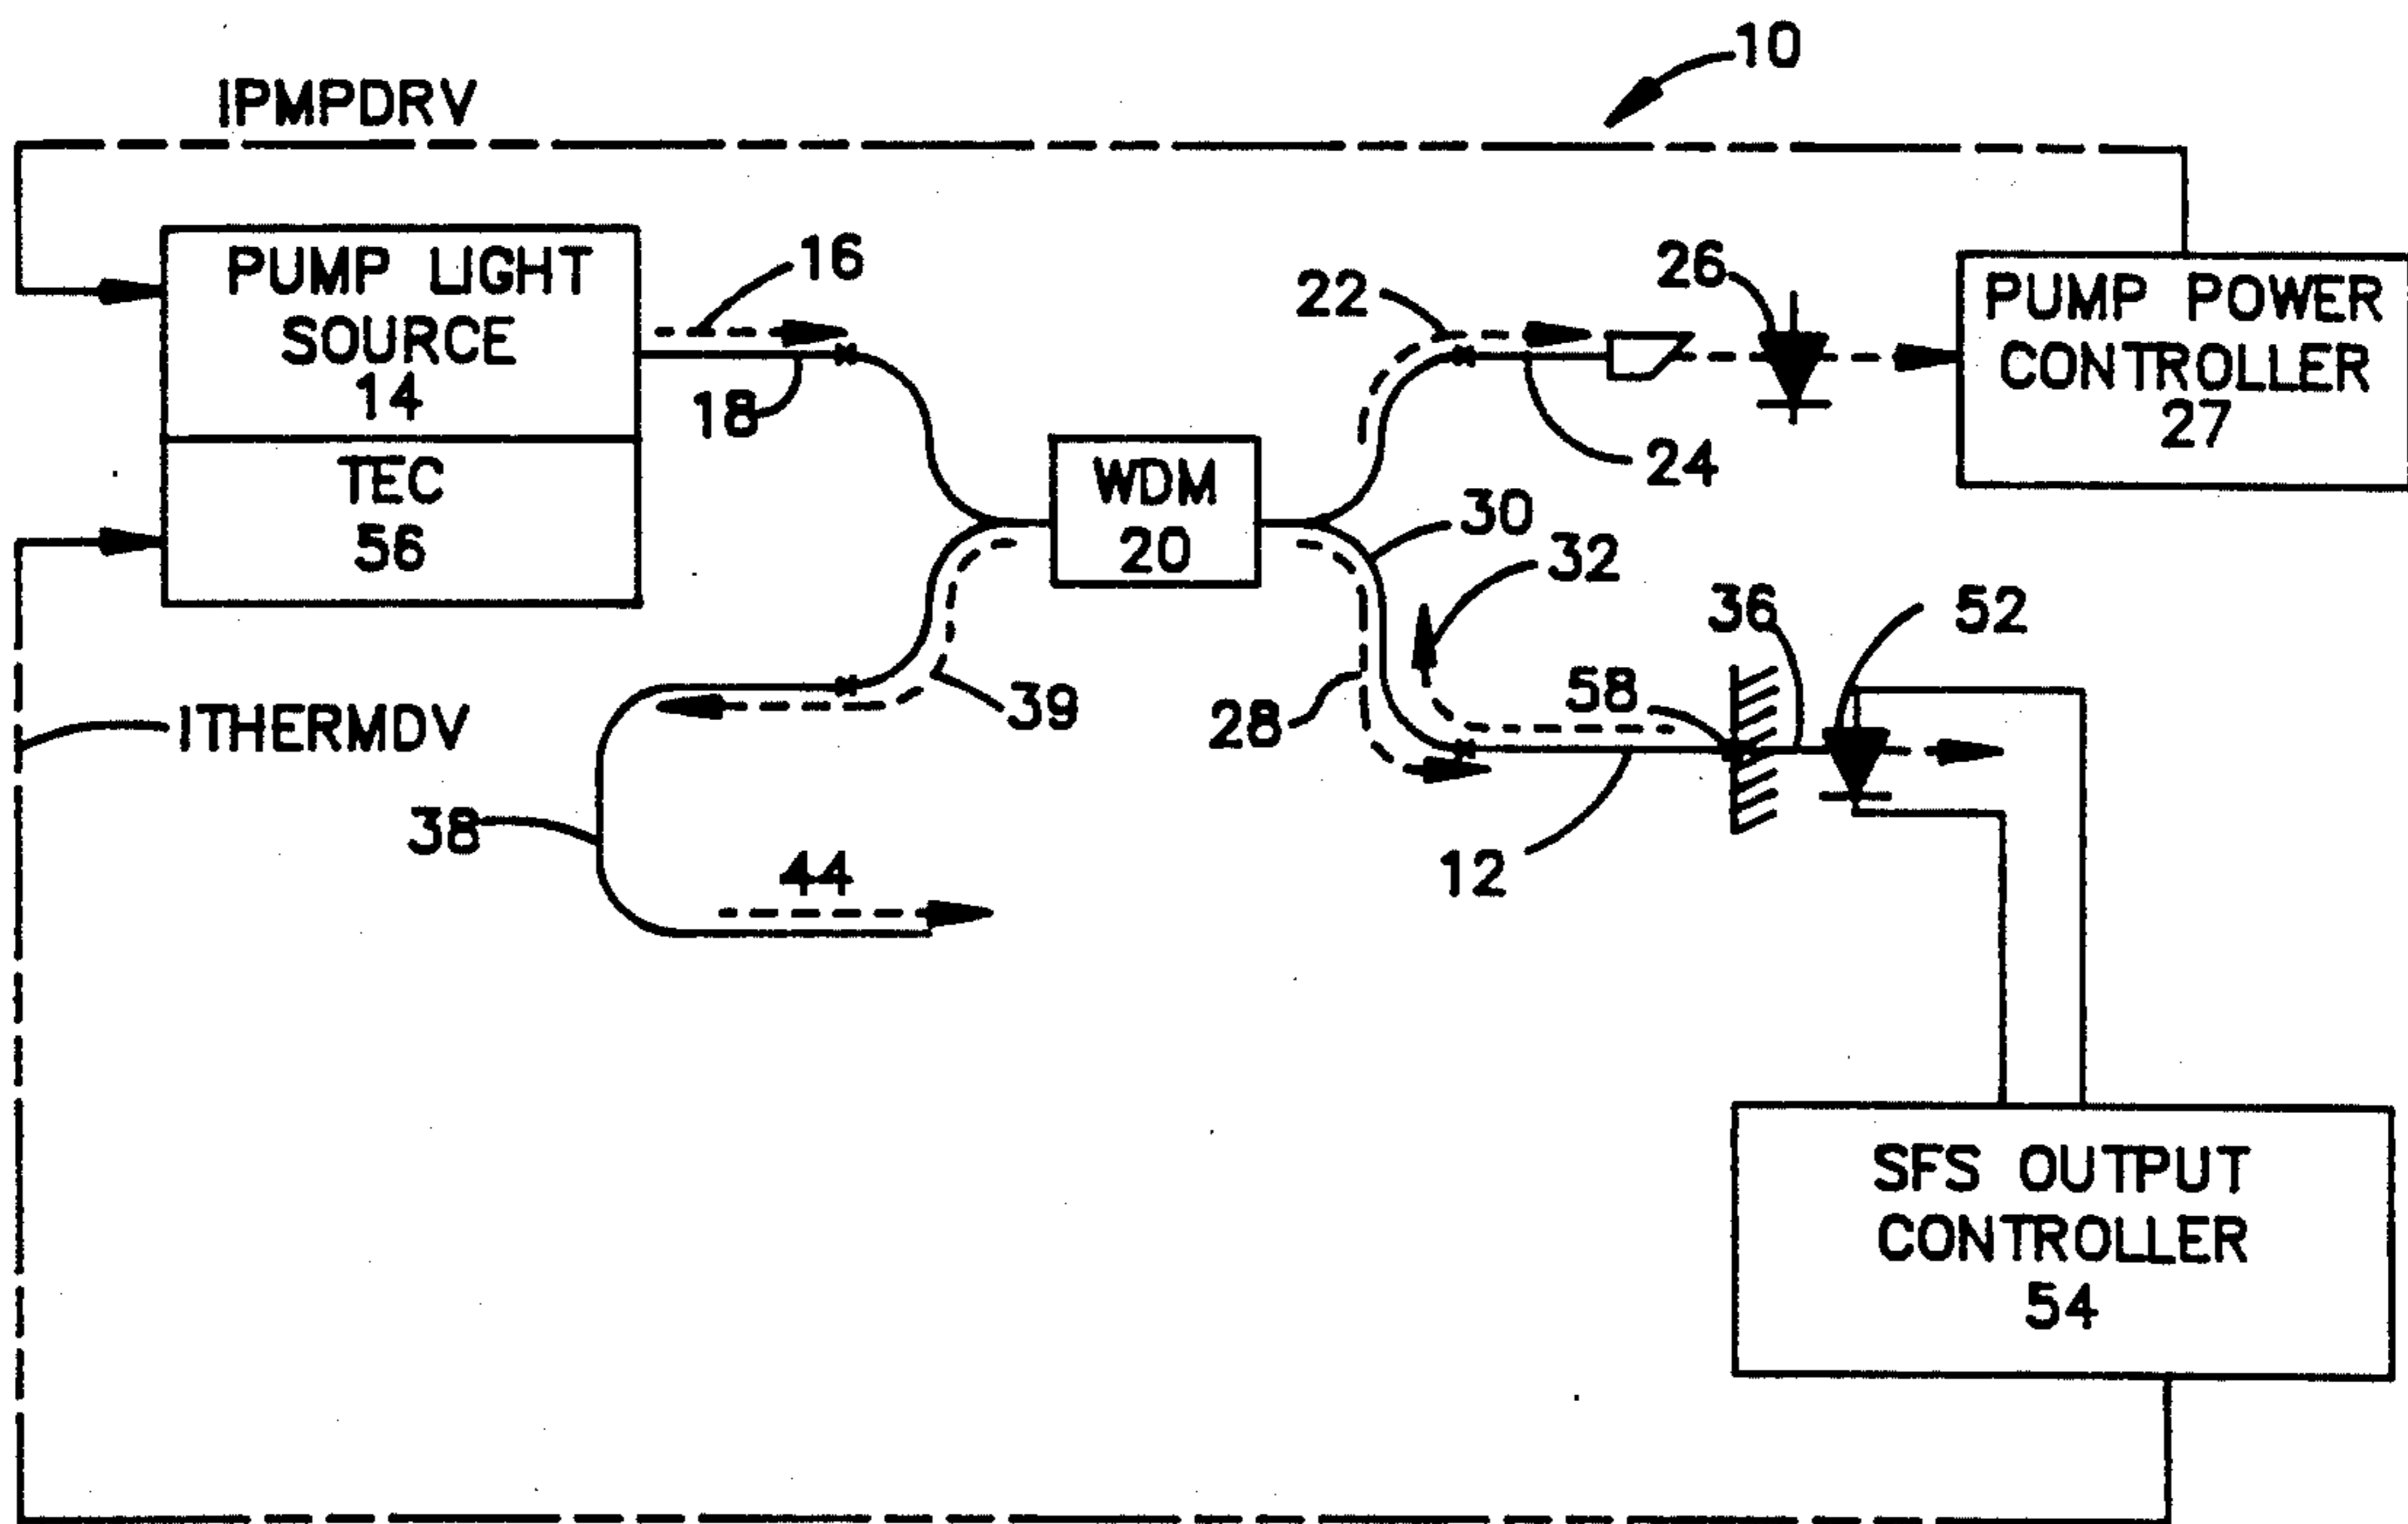 10
IPMPDRV
PUMP LIGHT
SOURCE
14
TEC
56
16
18
22
26
24
PUMP POWER
CONTROLLER
27
WDM
20
30
32
36
52
39
28
58
ITHERMDV
38
44
12
SFS OUTPUT
CONTROLLER
54